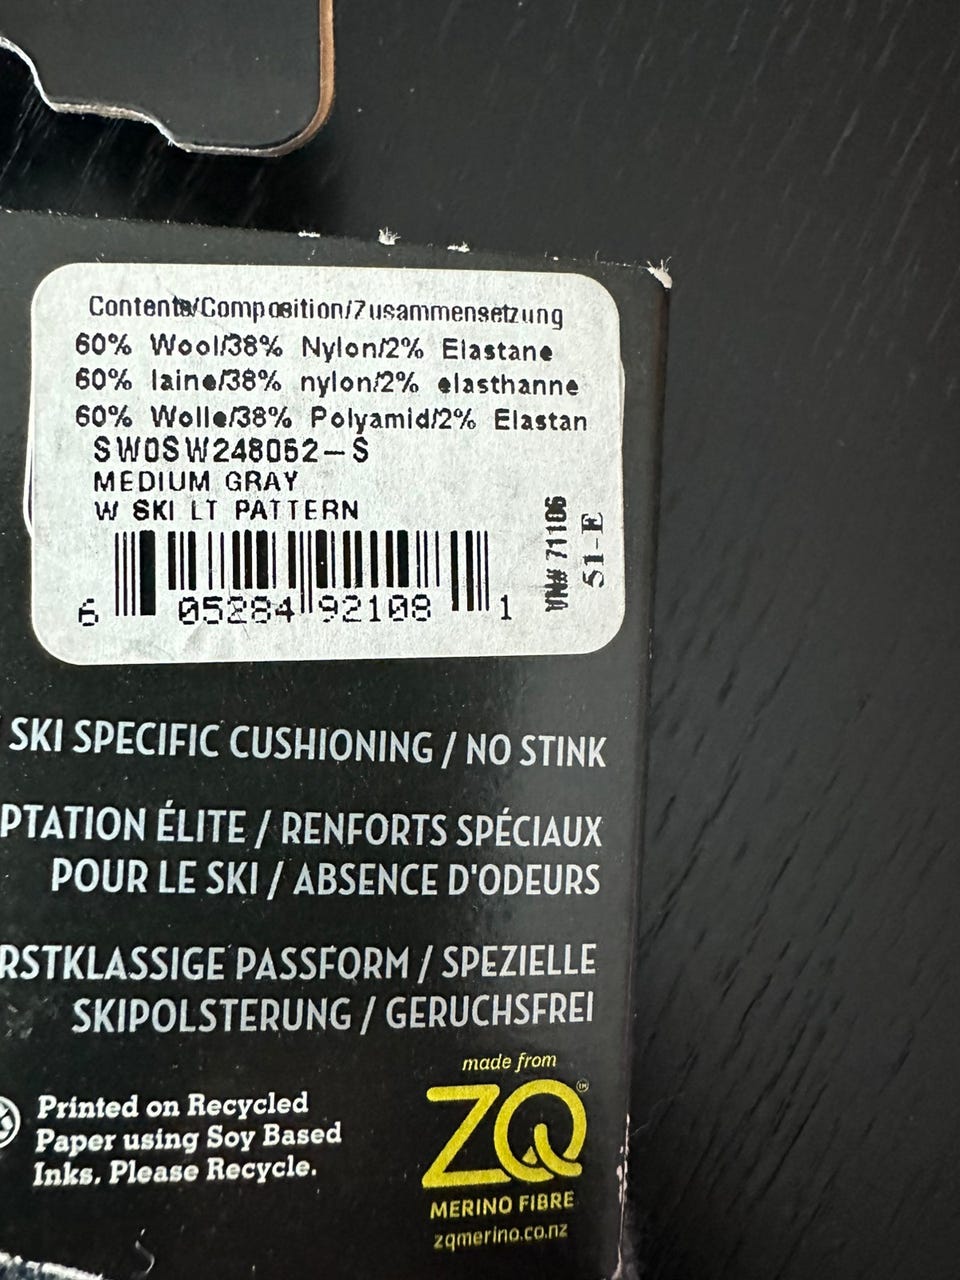 Contents/Composition/Zusammensetzung
60% Wool/38% Nylon/2% Elastane
60% laine/38% nylon/2% elasthanne
60% Wolle/38% Polyamid/2% Elastan
SW0SW248052-S
MEDIUM GRAY
W SKI LT PATTERN
6 05284 92108 1
VN# 71106
51-E
SKI SPECIFIC CUSHIONING / NO STINK
PTATION ÉLITE / RENFORTS SPÉCIAUX
POUR LE SKI / ABSENCE D'ODEURS
RSTKLASSIGE PASSFORM / SPEZIELLE
SKIPOLSTERUNG / GERUCHSFREI
Printed on Recycled
Paper using Soy Based
Inks. Please Recycle.
made from
ZQ™
MERINO FIBRE
zqmerino.co.nz